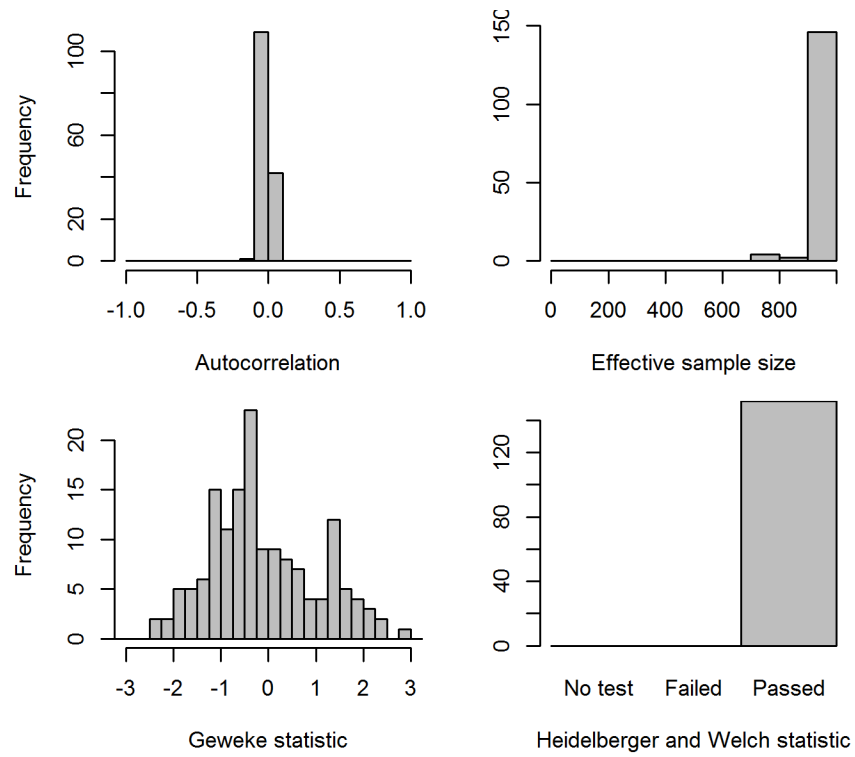 Frequency
100
60
20
0
-1.0 -0.5 0.0 0.5 1.0
Autocorrelation
150
100
50
0
0 200 400 600 800
Effective sample size
Frequency
20
15
10
5
0
-3 -2 -1 0 1 2 3
Geweke statistic
120
80
40
0
No test Failed Passed
Heidelberger and Welch statistic